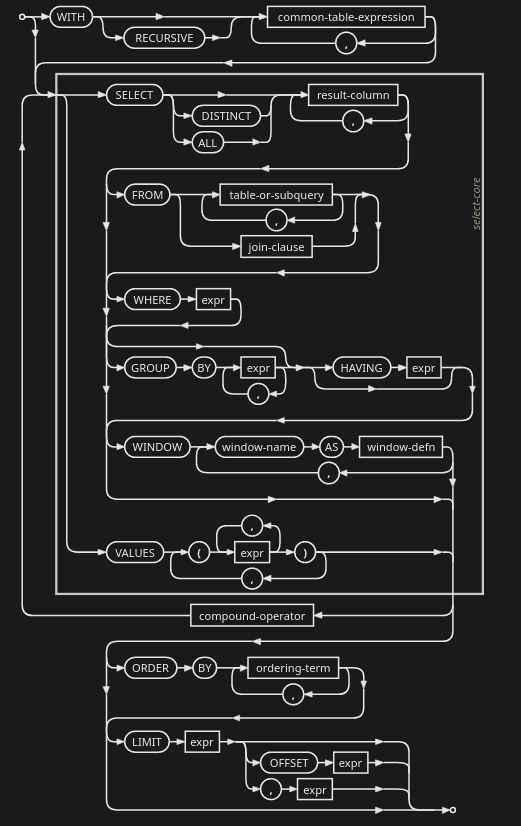 WITH common-table-expression
RECURSIVE ,
SELECT result-column
DISTINCT ,
ALL
select-core
FROM table-or-subquery
,
join-clause
WHERE expr
GROUP BY expr HAVING expr
,
WINDOW window-name AS window-defn
,
,
VALUES ( expr )
,
compound-operator
ORDER BY ordering-term
,
LIMIT expr
OFFSET expr
, expr